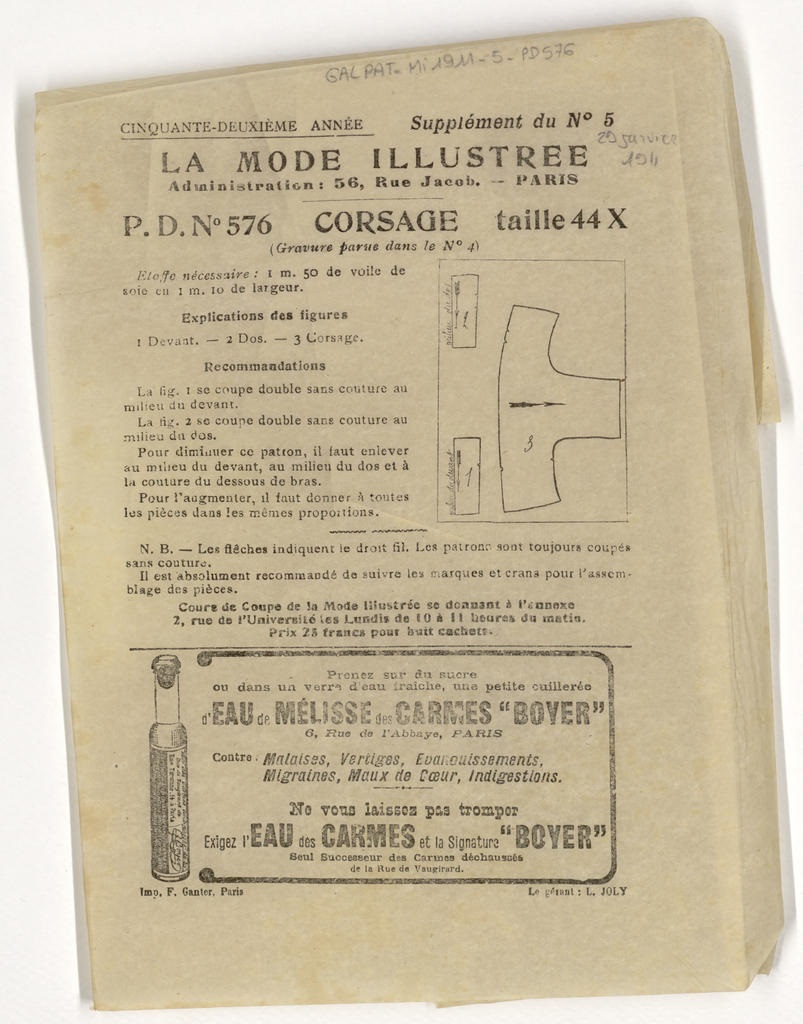 GALPAT-Mi1911-5-PD576
CINQUANTE-DEUXIÈME ANNÉE Supplément du N° 5
29 janvier
LA MODE ILLUSTREE
Administration : 56, Rue Jacob. — PARIS
P. D. N° 576 CORSAGE taille 44 X
(Gravure parue dans le N° 4)
Etoffe nécessaire : 1 m. 50 de voile de
soie en 1 m. 10 de largeur.
Explications des figures
1 Devant. — 2 Dos. — 3 Corsage.
Recommandations
La fig. 1 se coupe double sans couture au
milieu du devant.
La fig. 2 se coupe double sans couture au
milieu du dos.
Pour diminuer ce patron, il faut enlever
au milieu du devant, au milieu du dos et à
la couture du dessous de bras.
Pour l'augmenter, il faut donner à toutes
les pièces dans les mêmes proportions.
milieu du dos
2
3
milieu du devant
1
N. B. — Les flêches indiquent le droit fil. Les patrons sont toujours coupés
sans couture.
Il est absolument recommandé de suivre les marques et crans pour l'assem-
blage des pièces.
Cours de Coupe de la Mode Illustrée se donnant à l'annexe
2, rue de l'Université les Lundis de 10 à 11 heures du matin.
Prix 25 francs pour huit cachets.
Prenez sur du sucre
ou dans un verre d'eau fraiche, une petite cuillerée
d'EAU de MÉLISSE des CARMES "BOYER"
6, Rue de l'Abbaye, PARIS
Contre : Malaises, Vertiges, Evanouissements,
Migraines, Maux de Cœur, Indigestions.
Ne vous laissez pas tromper
Exigez l'EAU des CARMES et la Signature "BOYER"
Seul Successeur des Carmes déchaussés
de la Rue de Vaugirard.
Imp. F. Ganter, Paris
Le gérant : L. JOLY